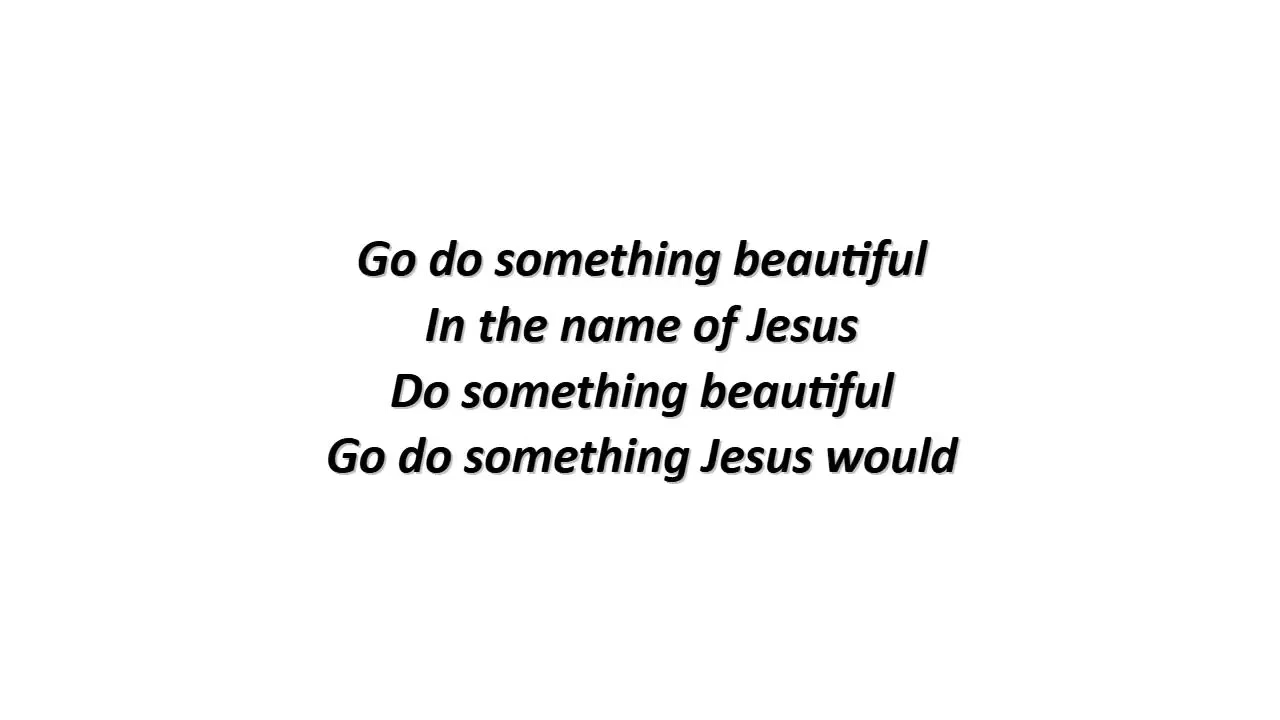 Go do something beautiful
In the name of Jesus
Do something beautiful
Go do something Jesus would